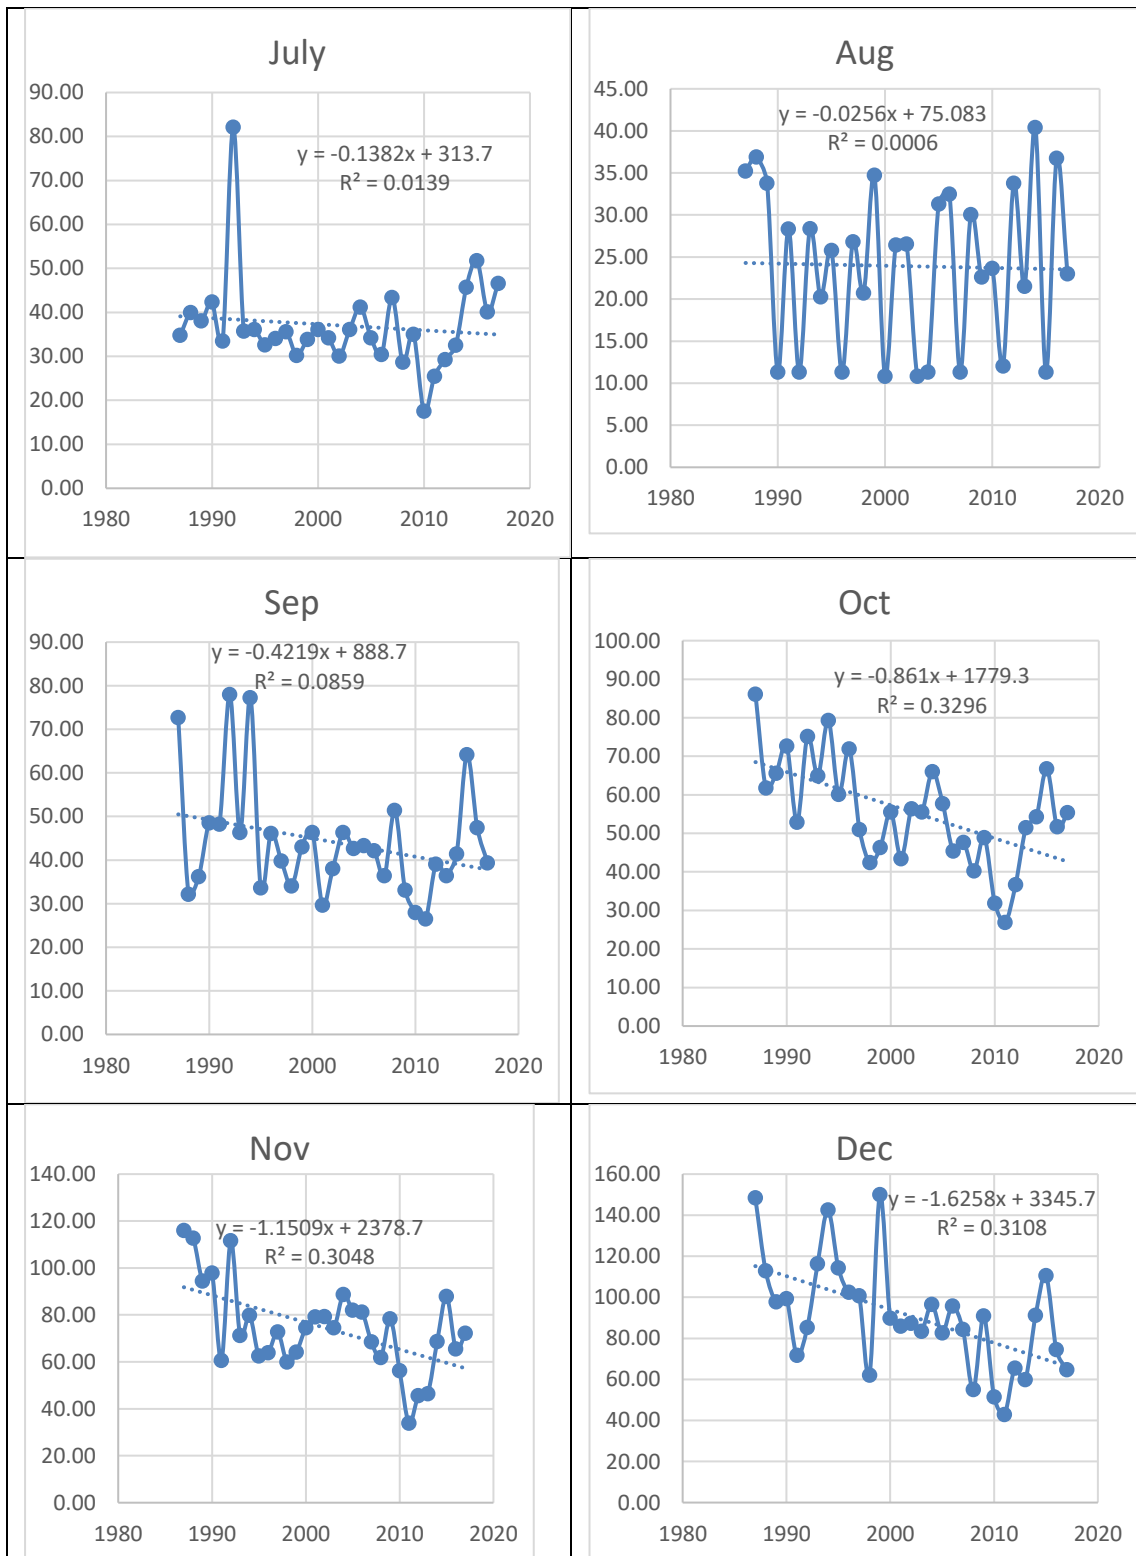 July
90.00
80.00
70.00
60.00
50.00
40.00
30.00
20.00
10.00
0.00
y = -0.1382x + 313.7
R² = 0.0139
1980 1990 2000 2010 2020
Aug
45.00
40.00
35.00
30.00
25.00
20.00
15.00
10.00
5.00
0.00
y = -0.0256x + 75.083
R² = 0.0006
1980 1990 2000 2010 2020
Sep
90.00
80.00
70.00
60.00
50.00
40.00
30.00
20.00
10.00
0.00
y = -0.4219x + 888.7
R² = 0.0859
1980 1990 2000 2010 2020
Oct
100.00
90.00
80.00
70.00
60.00
50.00
40.00
30.00
20.00
10.00
0.00
y = -0.861x + 1779.3
R² = 0.3296
1980 1990 2000 2010 2020
Nov
140.00
120.00
100.00
80.00
60.00
40.00
20.00
0.00
y = -1.1509x + 2378.7
R² = 0.3048
1980 1990 2000 2010 2020
Dec
160.00
140.00
120.00
100.00
80.00
60.00
40.00
20.00
0.00
y = -1.6258x + 3345.7
R² = 0.3108
1980 1990 2000 2010 2020